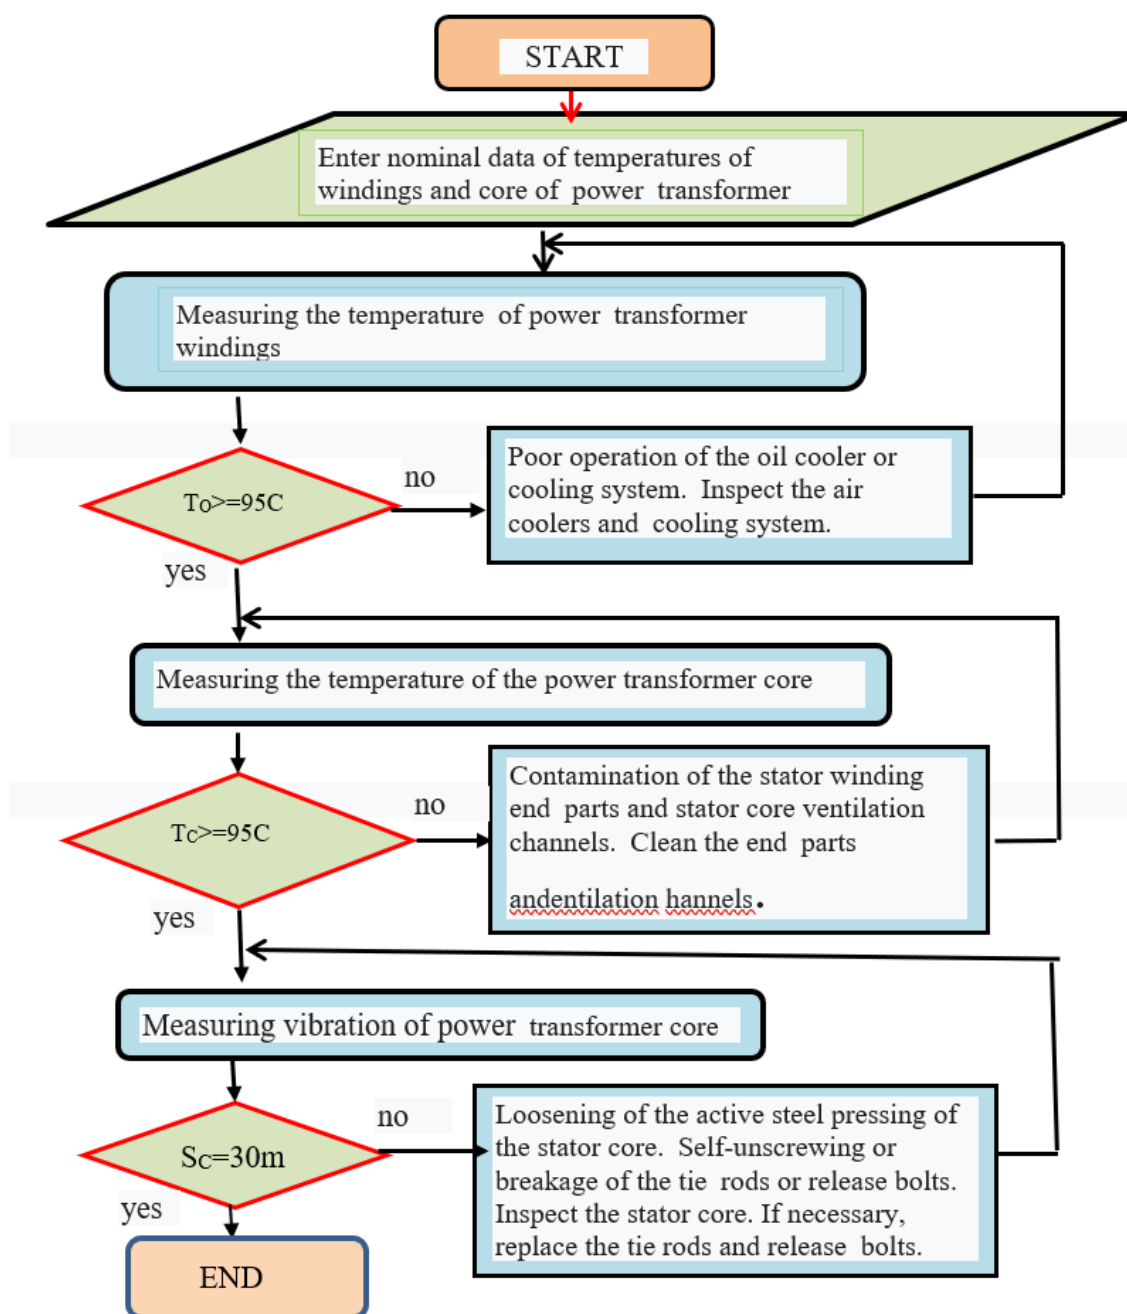 START
Enter nominal data of temperatures of
windings and core of power transformer
Measuring the temperature of power transformer
windings
To>=95C
no
Poor operation of the oil cooler or
cooling system. Inspect the air
coolers and cooling system.
yes
Measuring the temperature of the power transformer core
Tc>=95C
no
Contamination of the stator winding
end parts and stator core ventilation
channels. Clean the end parts
andentilation hannels.
yes
Measuring vibration of power transformer core
Sc=30m
no
Loosening of the active steel pressing of
the stator core. Self-unscrewing or
breakage of the tie rods or release bolts.
Inspect the stator core. If necessary,
replace the tie rods and release bolts.
yes
END